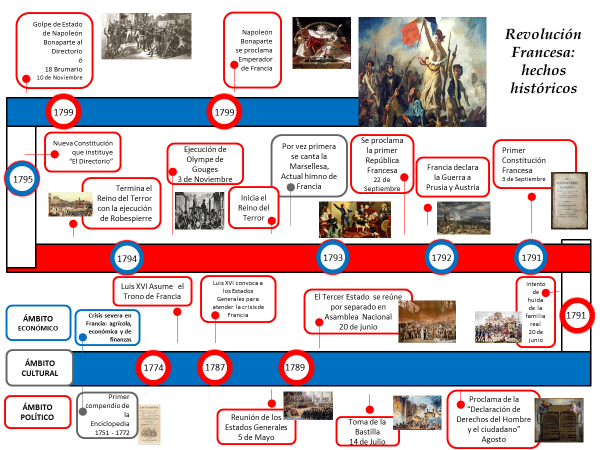 Revolución
Francesa:
hechos
históricos
Golpe de Estado
de Napoleón
Bonaparte al
Directorio
ó
18 Brumario
10 de Noviembre
Napoleón
Bonaparte
se proclama
Emperador
de Francia
1799
1799
Nueva Constitución
que instituye
"El Directorio"
1795
Termina el
Reino del Terror
con la ejecución
de Robespierre
Ejecución de
Olympe de
Gouges
3 de Noviembre
Inicia el
Reino del
Terror
Por vez primera
se canta la
Marsellesa,
Actual himno de
Francia
Se proclama
la primer
República
Francesa
22 de
Septiembre
Francia declara
la Guerra a
Prusia y Austria
Primer
Constitución
Francesa
3 de Septiembre
1794
1793
1792
1791
Luis XVI Asume el
Trono de Francia
Luis XVI convoca a
los Estados
Generales para
atender la crisis de
Francia
El Tercer Estado se reúne
por separado en
Asamblea Nacional
20 de junio
Intento
de
huida
de la
familia
real
20 de
junio
1791
ÁMBITO
ECONÓMICO
Crisis severa en
Francia: agrícola,
económica y de
finanzas
ÁMBITO
CULTURAL
1774
1787
1789
ÁMBITO
POLÍTICO
Primer
compendio de
la
Enciclopedia
1751 - 1772
Reunión de los
Estados Generales
5 de Mayo
Toma de la
Bastilla
14 de Julio
Proclama de la
"Declaración de
Derechos del Hombre
y el ciudadano"
Agosto